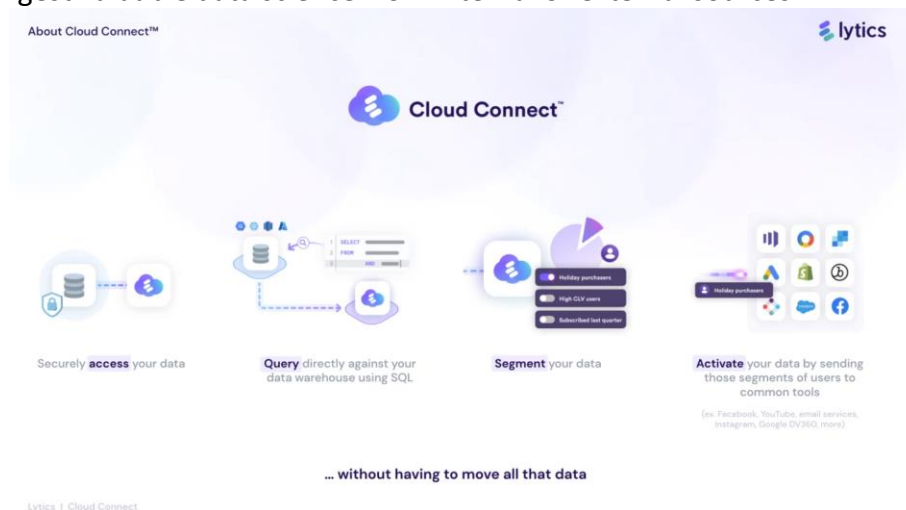 About Cloud Connect™
lytics
Cloud Connect™
SELECT
FROM
AND
Holiday purchasers
High CLV users
Subscribed last quarter
Holiday purchasers
Securely access your data
Query directly against your
data warehouse using SQL
Segment your data
Activate your data by sending
those segments of users to
common tools
(ex: Facebook, YouTube, email services,
Instagram, Google DV360, more)
... without having to move all that data
Lytics | Cloud Connect